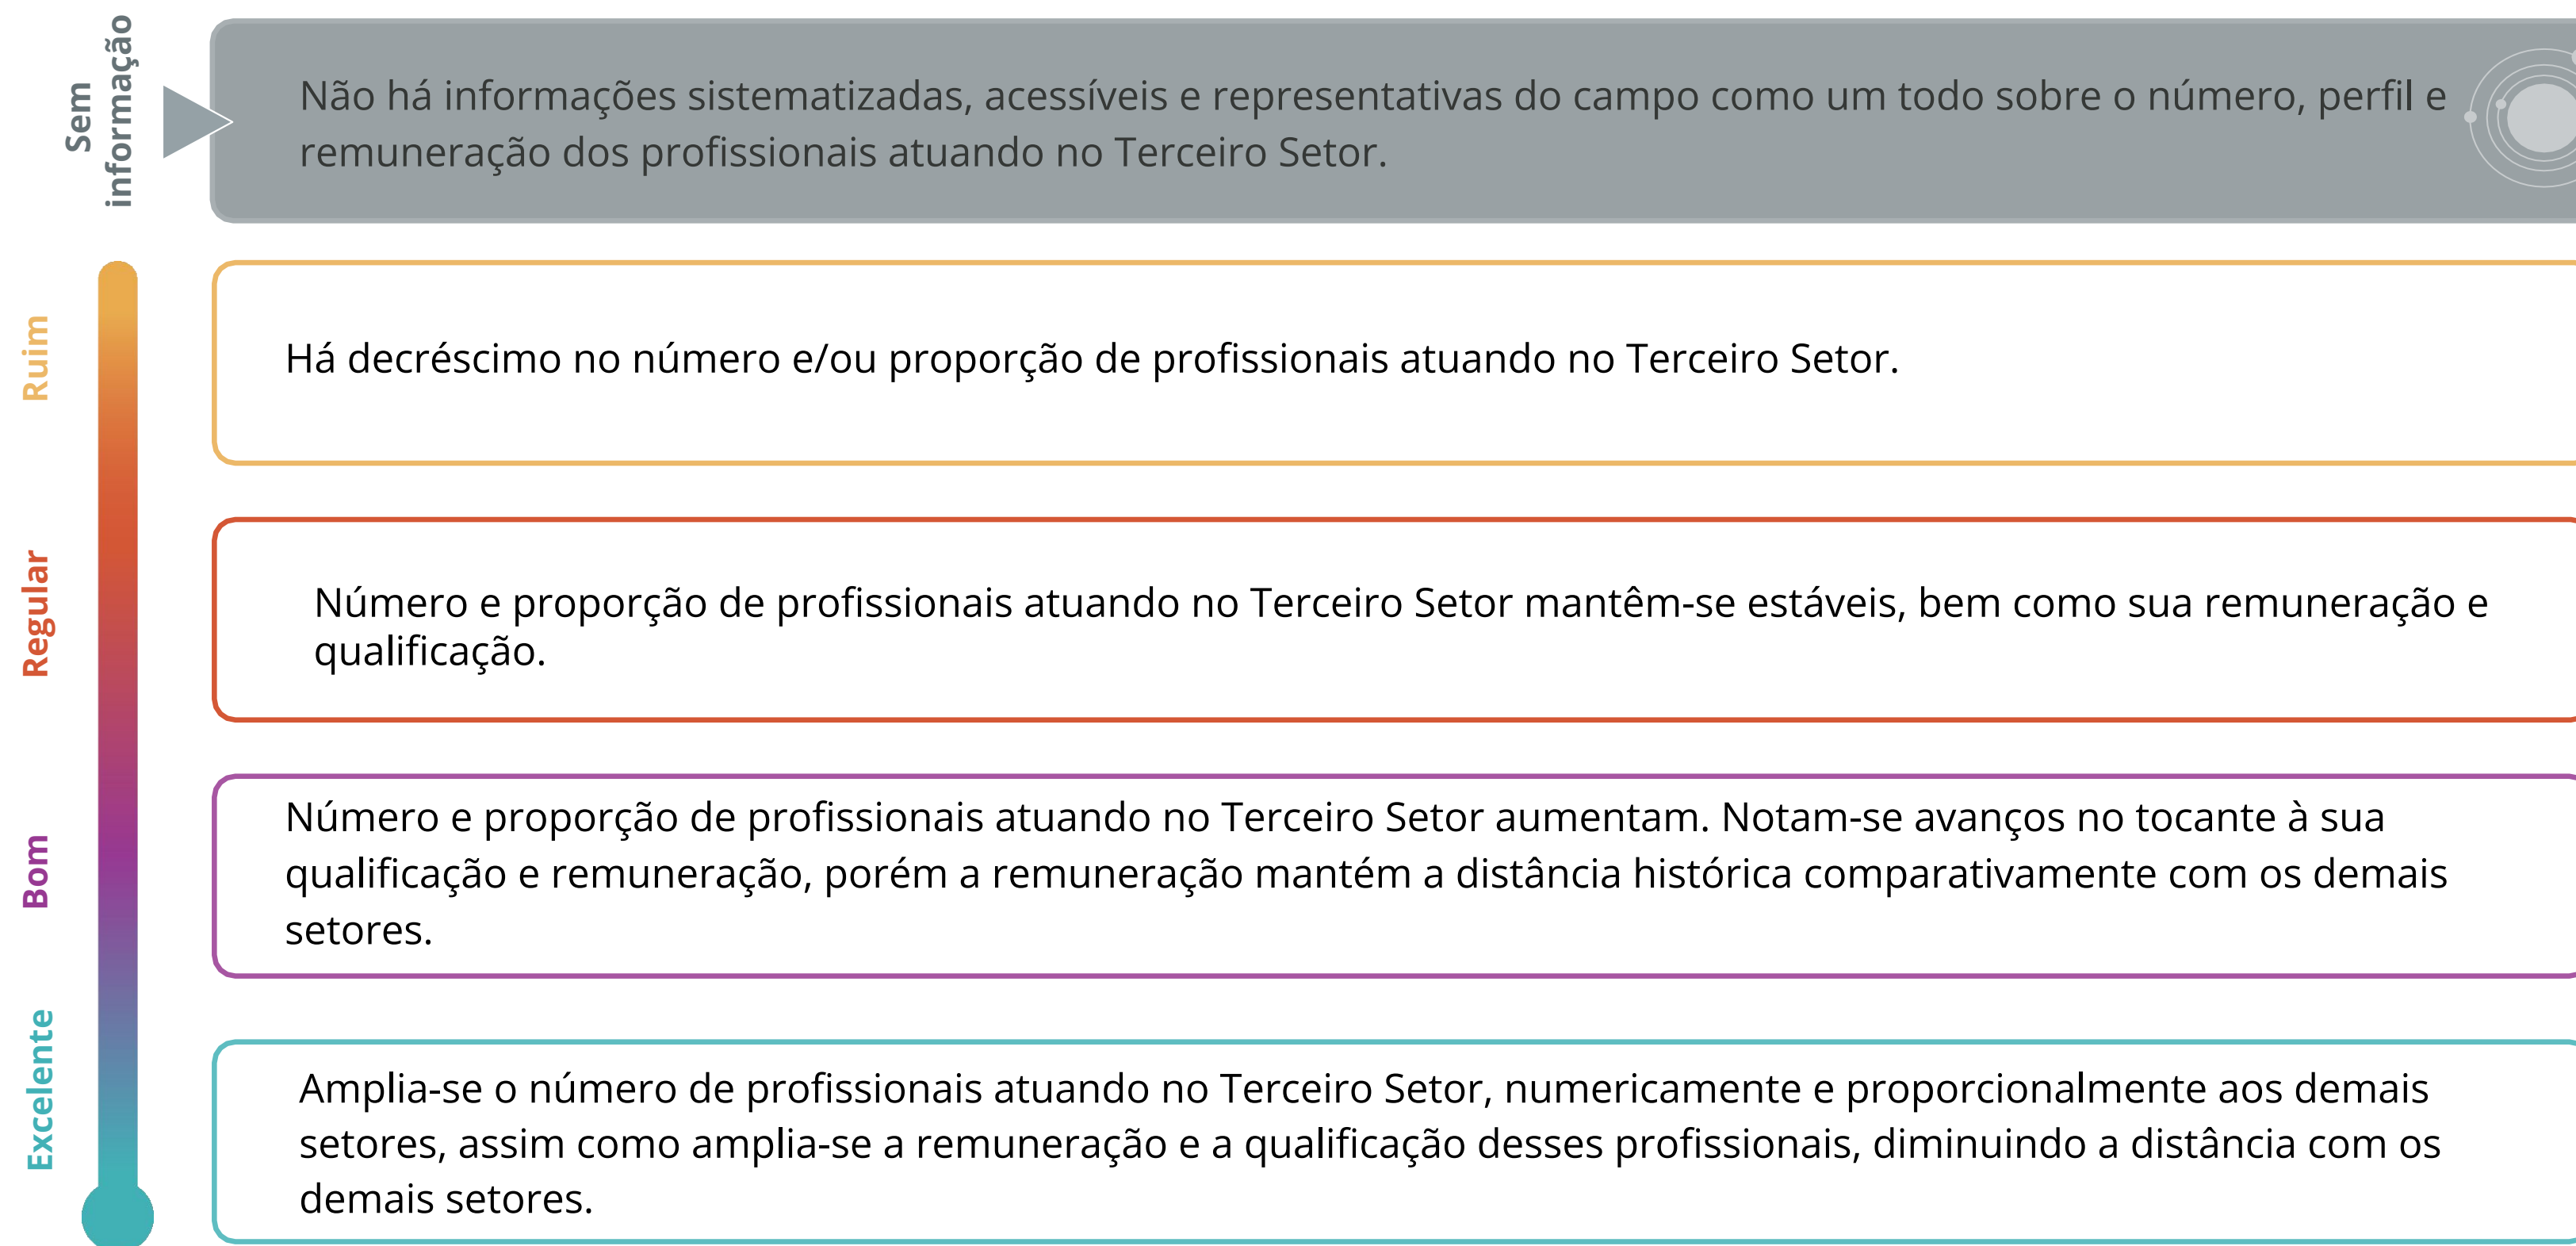 Sem
informação
Não há informações sistematizadas, acessíveis e representativas do campo como um todo sobre o número, perfil e
remuneração dos profissionais atuando no Terceiro Setor.
Ruim
Há decréscimo no número e/ou proporção de profissionais atuando no Terceiro Setor.
Regular
Número e proporção de profissionais atuando no Terceiro Setor mantêm-se estáveis, bem como sua remuneração e
qualificação.
Bom
Número e proporção de profissionais atuando no Terceiro Setor aumentam. Notam-se avanços no tocante à sua
qualificação e remuneração, porém a remuneração mantém a distância histórica comparativamente com os demais
setores.
Excelente
Amplia-se o número de profissionais atuando no Terceiro Setor, numericamente e proporcionalmente aos demais
setores, assim como amplia-se a remuneração e a qualificação desses profissionais, diminuindo a distância com os
demais setores.